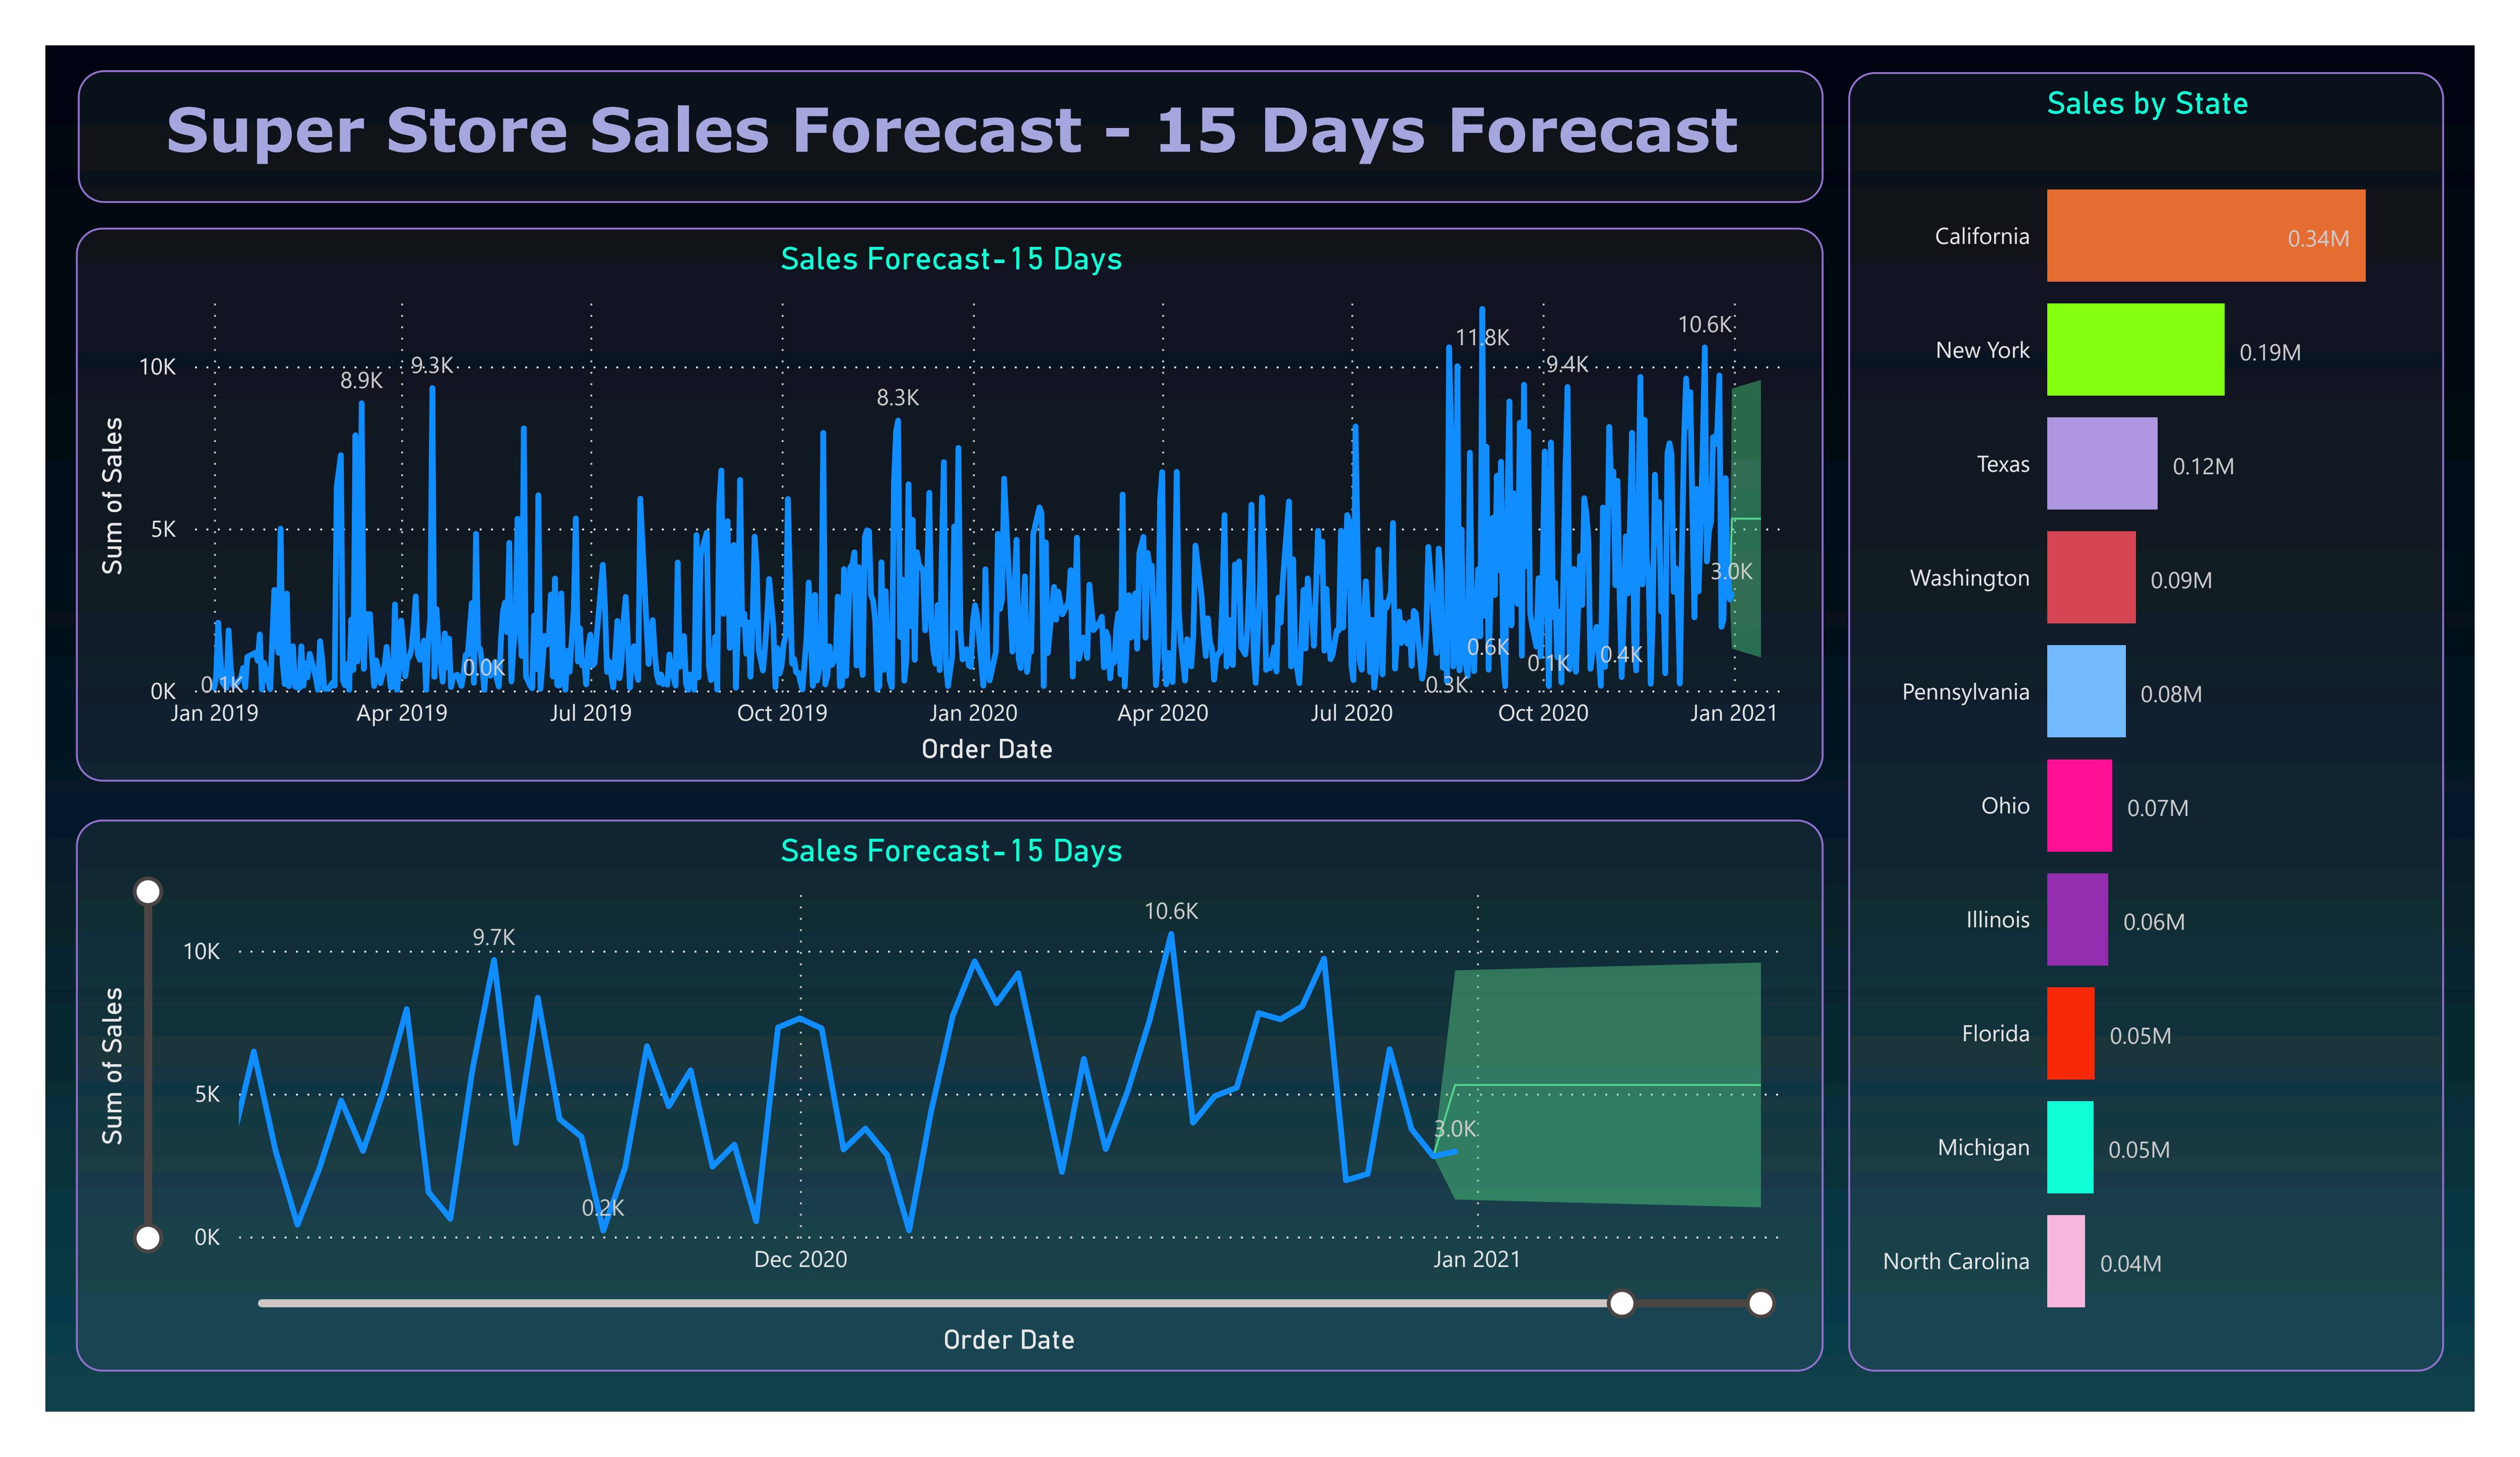 Super Store Sales Forecast - 15 Days Forecast
Sales Forecast-15 Days
Sum of Sales
10K
5K
0K
0.1K
8.9K
9.3K
0.0K
8.3K
11.8K
9.4K
10.6K
3.0K
0.6K
0.1K
0.4K
0.3K
Jan 2019
Apr 2019
Jul 2019
Oct 2019
Jan 2020
Apr 2020
Jul 2020
Oct 2020
Jan 2021
Order Date
Sales Forecast-15 Days
Sum of Sales
10K
5K
0K
9.7K
10.6K
3.0K
0.2K
Dec 2020
Jan 2021
Order Date
Sales by State
California 0.34M
New York 0.19M
Texas 0.12M
Washington 0.09M
Pennsylvania 0.08M
Ohio 0.07M
Illinois 0.06M
Florida 0.05M
Michigan 0.05M
North Carolina 0.04M